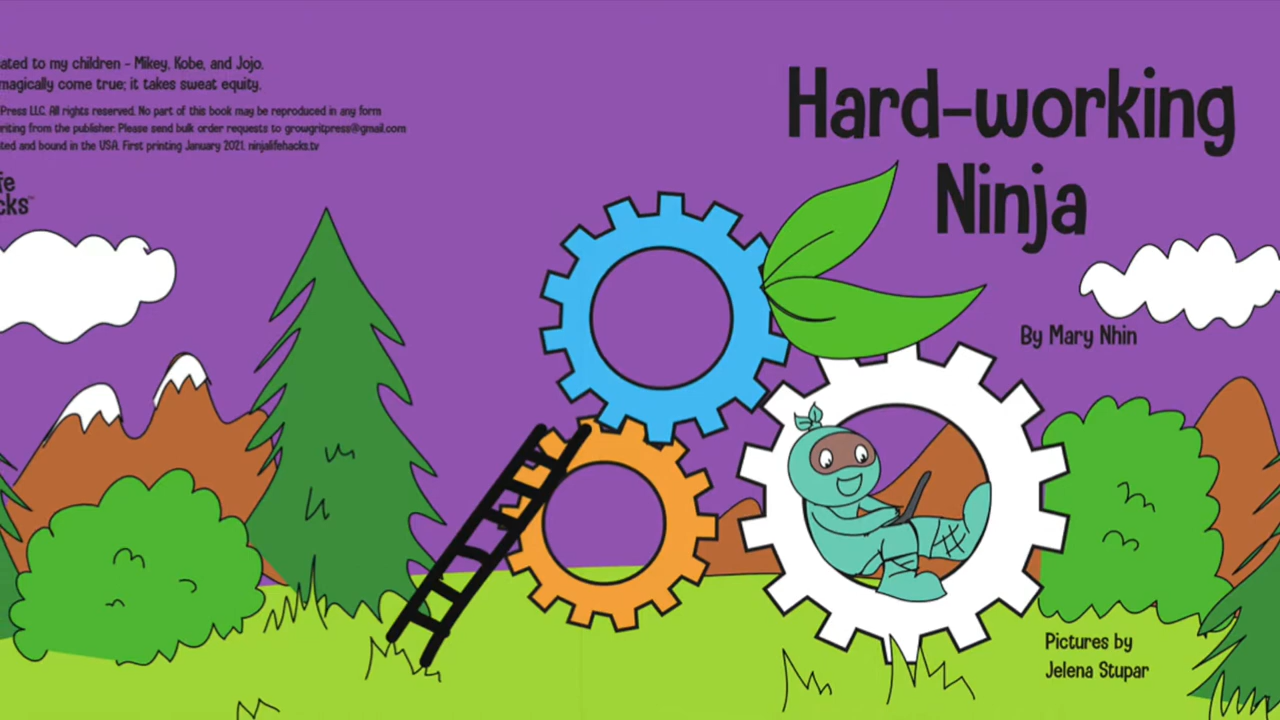 ated to my children - Mikey, Kobe, and Jojo.
magically come true; it takes sweat equity.
Press LLC. All rights reserved. No part of this book may be reproduced in any form
riting from the publisher. Please send bulk order requests to growgritpress@gmail.com
ted and bound in the USA. First printing January 2021. ninjalifehacks.tv
fe
cks™
Hard-working
Ninja
By Mary Nhin
Pictures by
Jelena Stupar